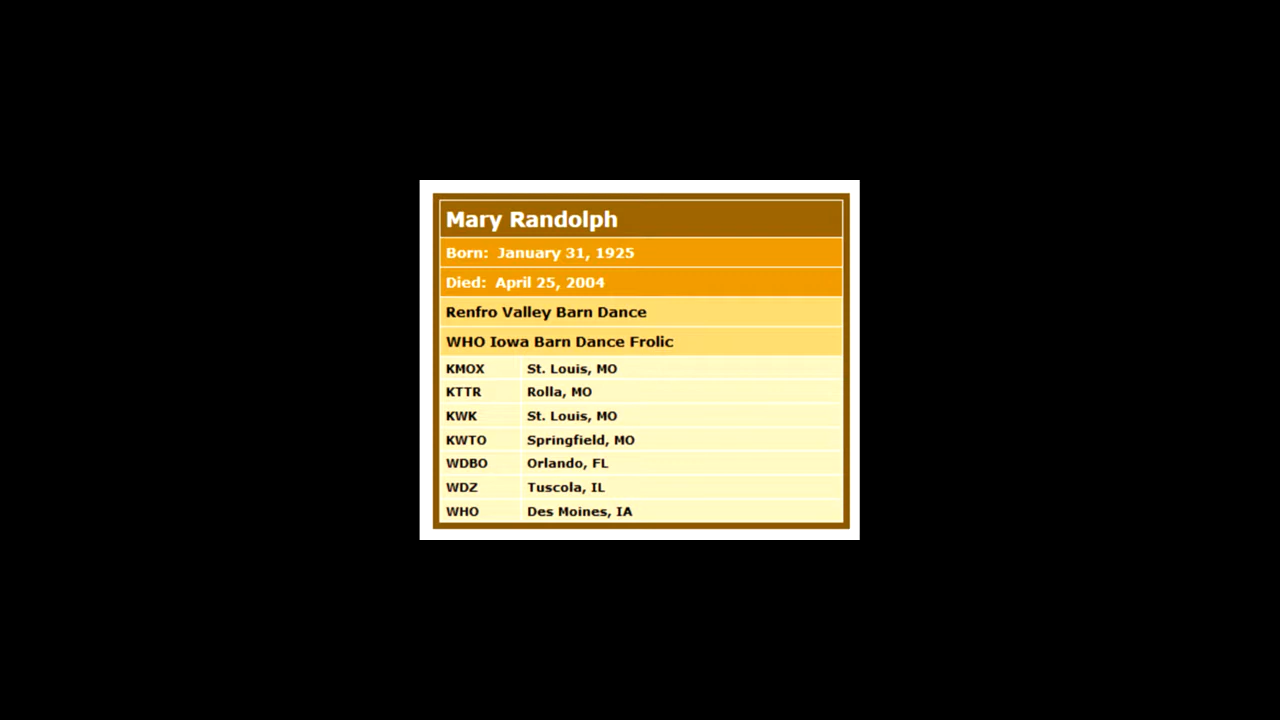 Mary Randolph
Born: January 31, 1925
Died: April 25, 2004
Renfro Valley Barn Dance
WHO Iowa Barn Dance Frolic
KMOX St. Louis, MO
KTTR Rolla, MO
KWK St. Louis, MO
KWTO Springfield, MO
WDBO Orlando, FL
WDZ Tuscola, IL
WHO Des Moines, IA